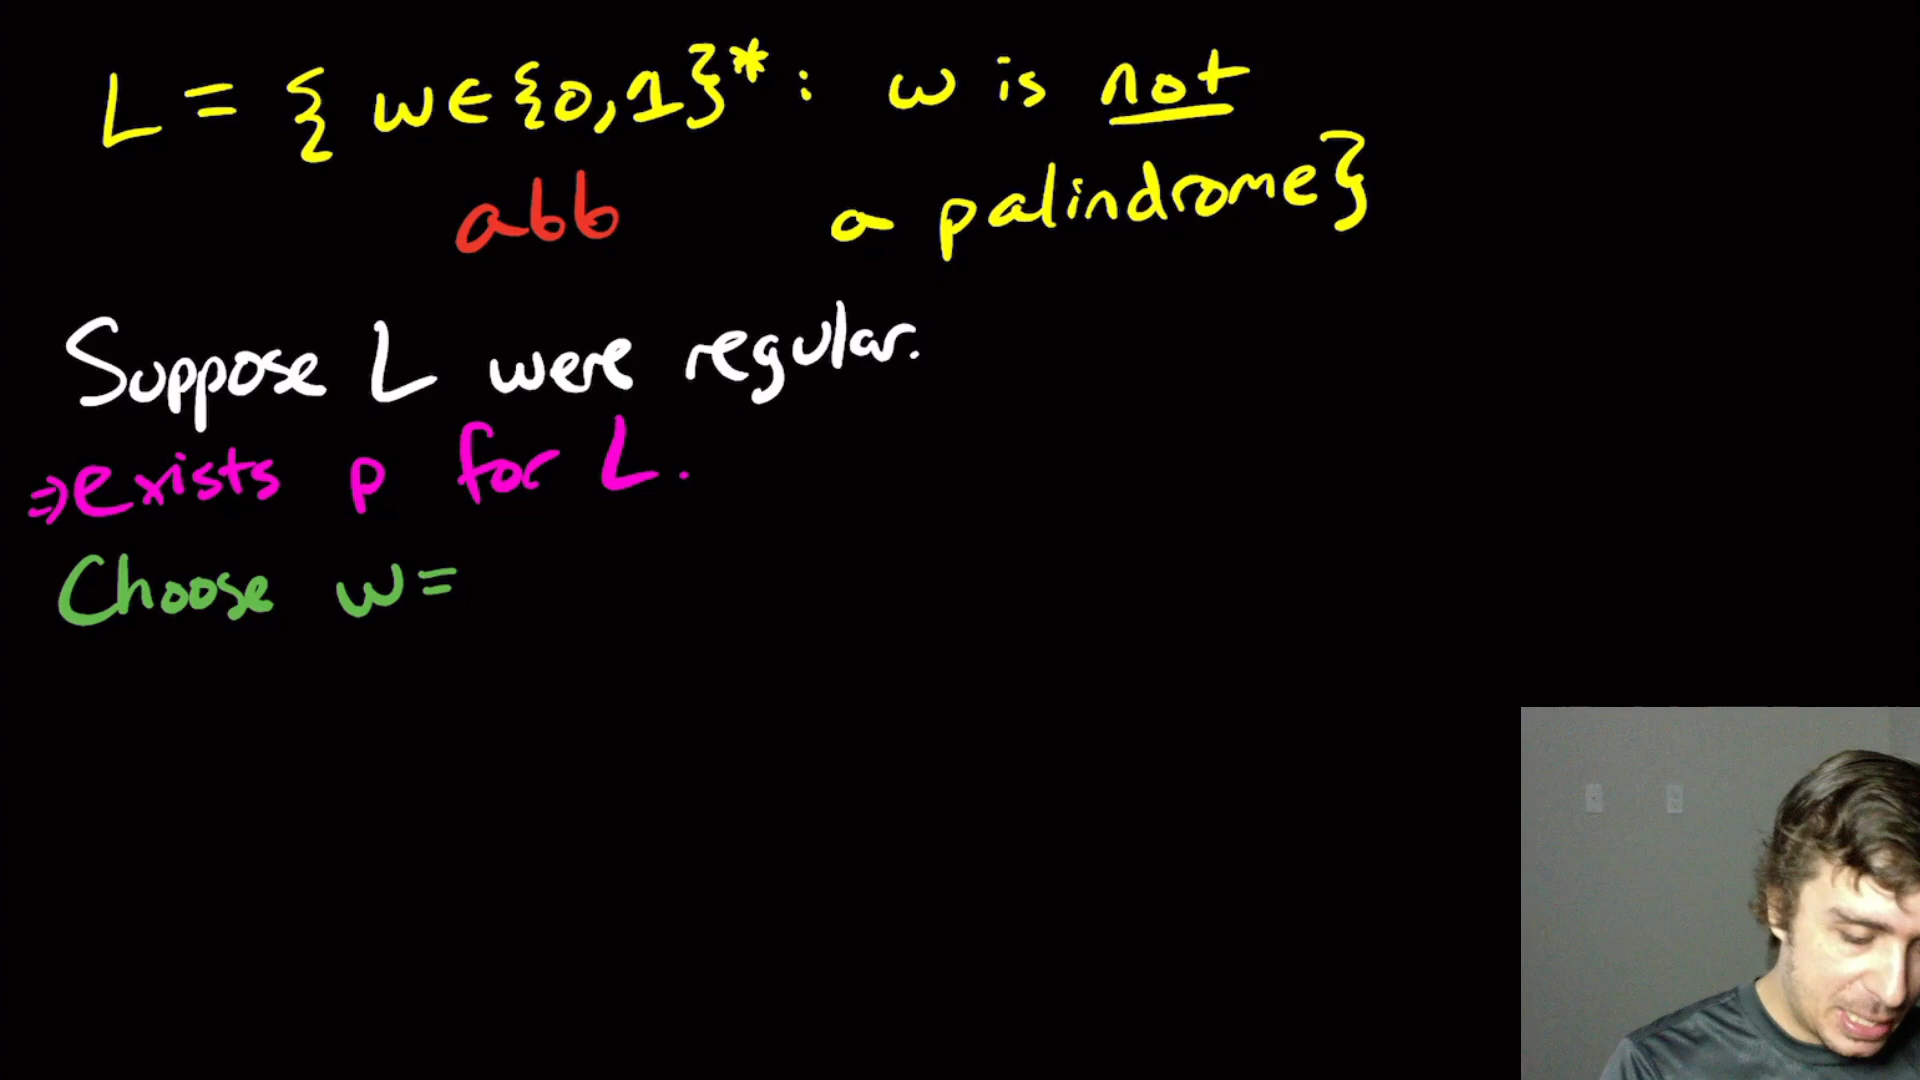 L = { w∈{0,1}* : w is not
a palindrome}
abb
Suppose L were regular.
⇒exists p for L.
Choose w=